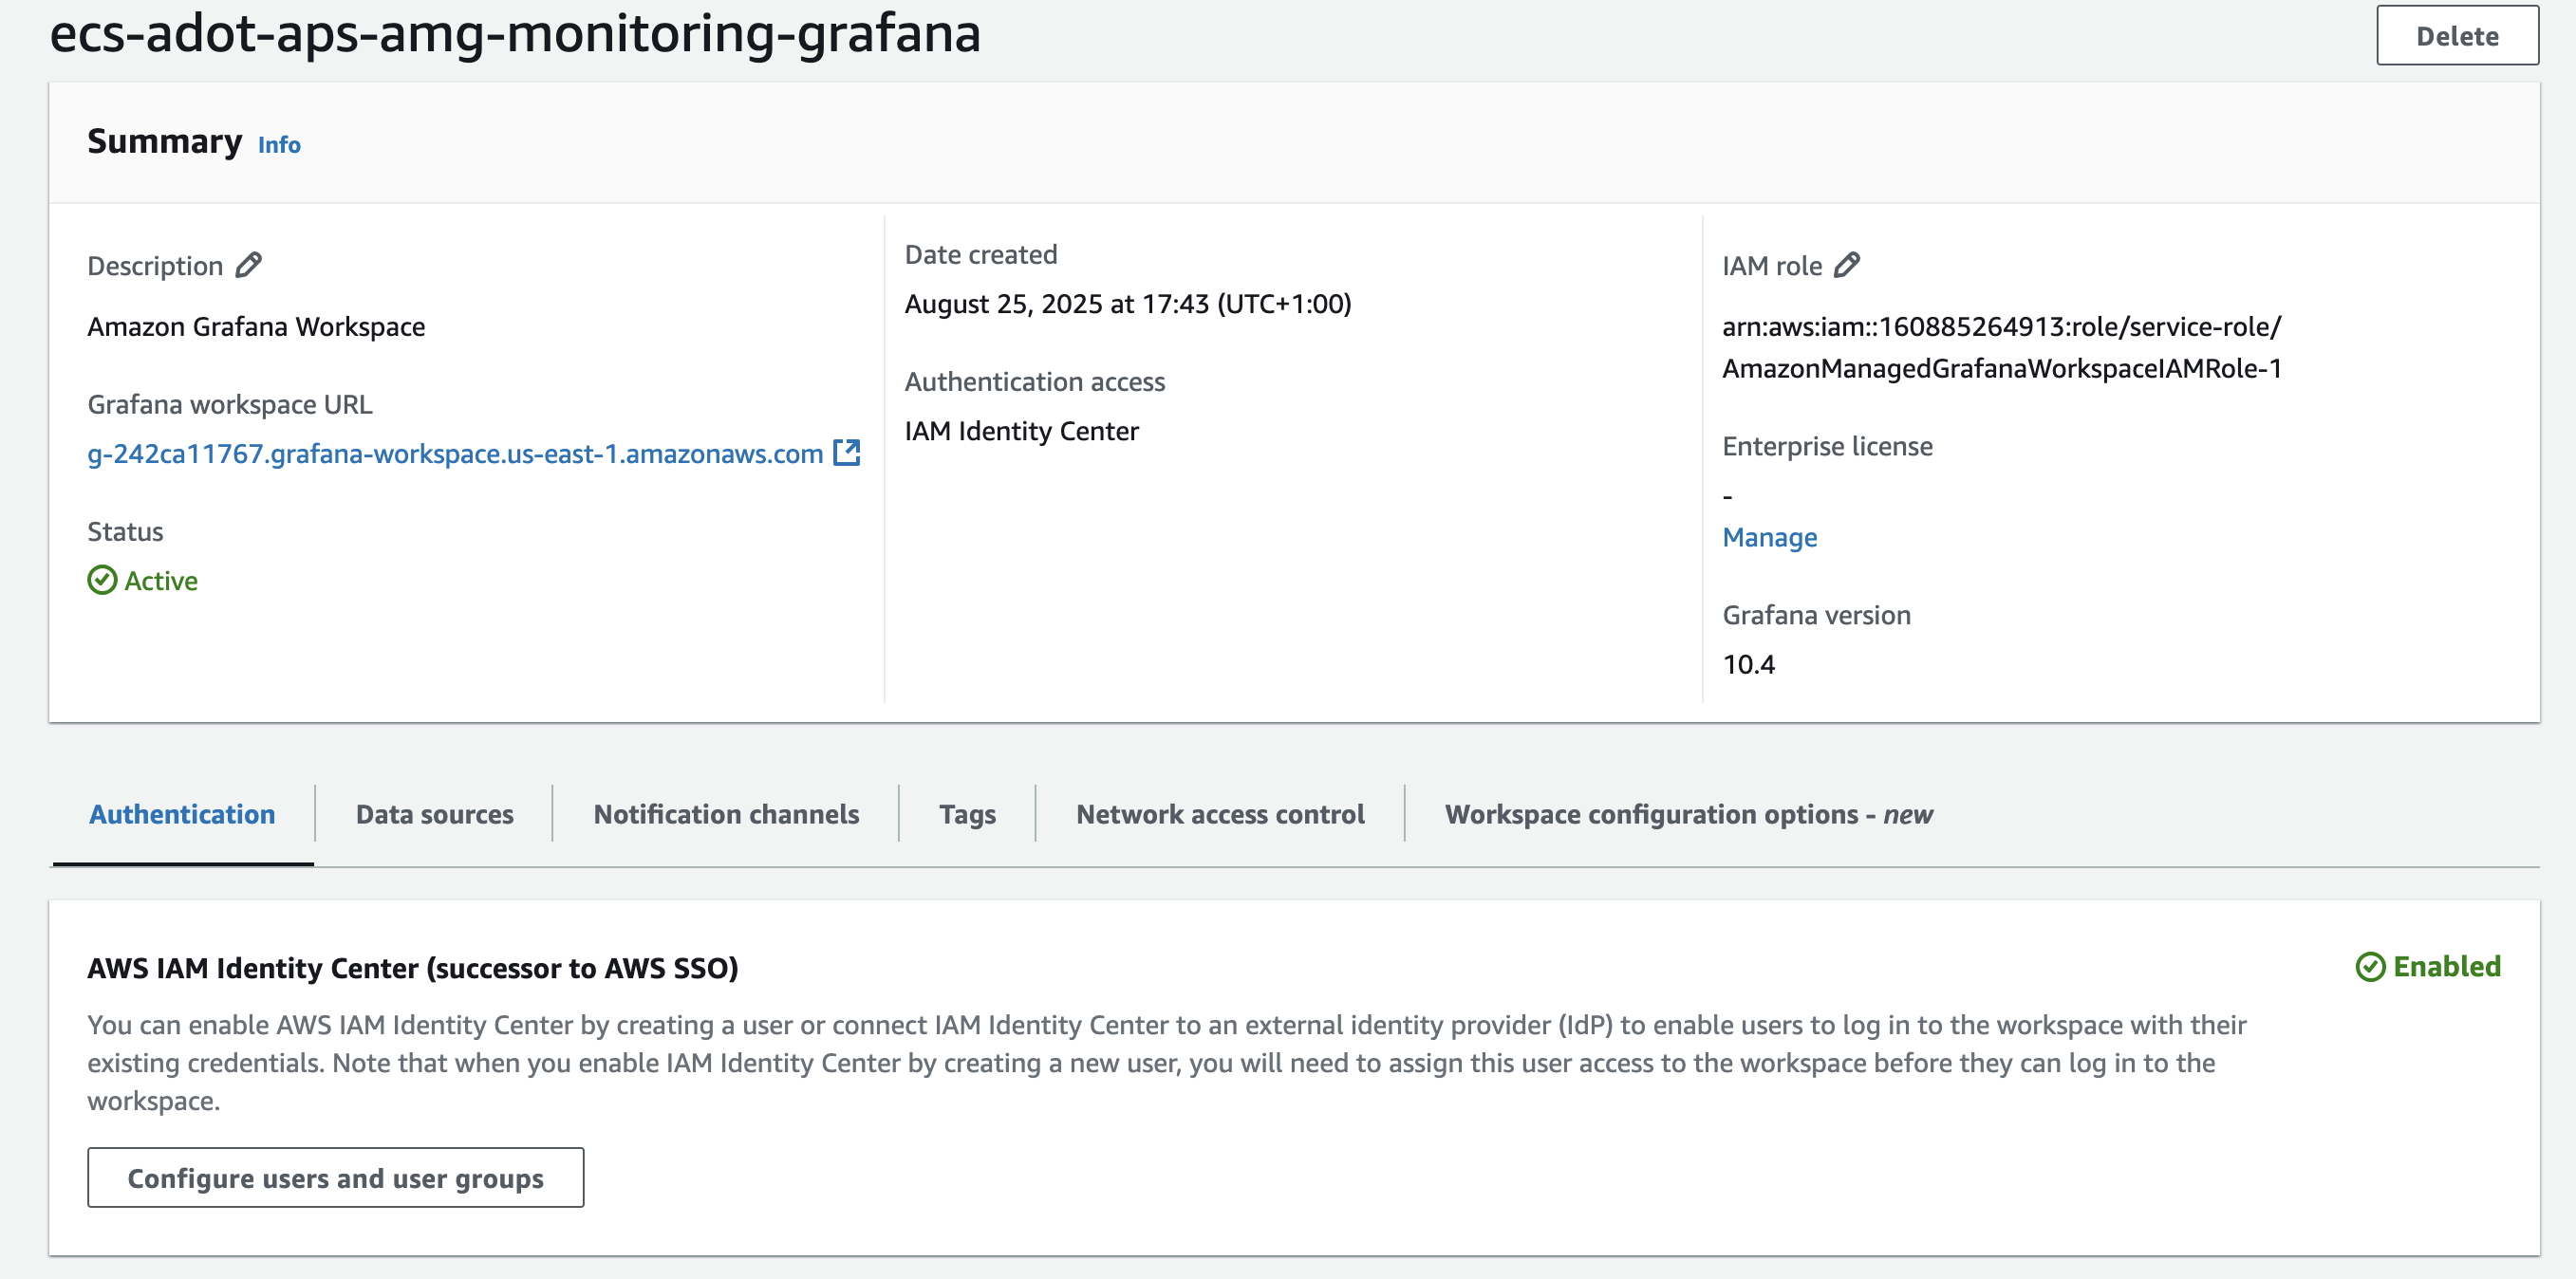 ecs-adot-aps-amg-monitoring-grafana
Delete
Summary Info
Description
Amazon Grafana Workspace
Grafana workspace URL
g-242ca11767.grafana-workspace.us-east-1.amazonaws.com
Status
Active
Date created
August 25, 2025 at 17:43 (UTC+1:00)
Authentication access
IAM Identity Center
IAM role
arn:aws:iam::160885264913:role/service-role/
AmazonManagedGrafanaWorkspaceIAMRole-1
Enterprise license
-
Manage
Grafana version
10.4
Authentication
Data sources
Notification channels
Tags
Network access control
Workspace configuration options - new
AWS IAM Identity Center (successor to AWS SSO)
Enabled
You can enable AWS IAM Identity Center by creating a user or connect IAM Identity Center to an external identity provider (IdP) to enable users to log in to the workspace with their
existing credentials. Note that when you enable IAM Identity Center by creating a new user, you will need to assign this user access to the workspace before they can log in to the
workspace.
Configure users and user groups